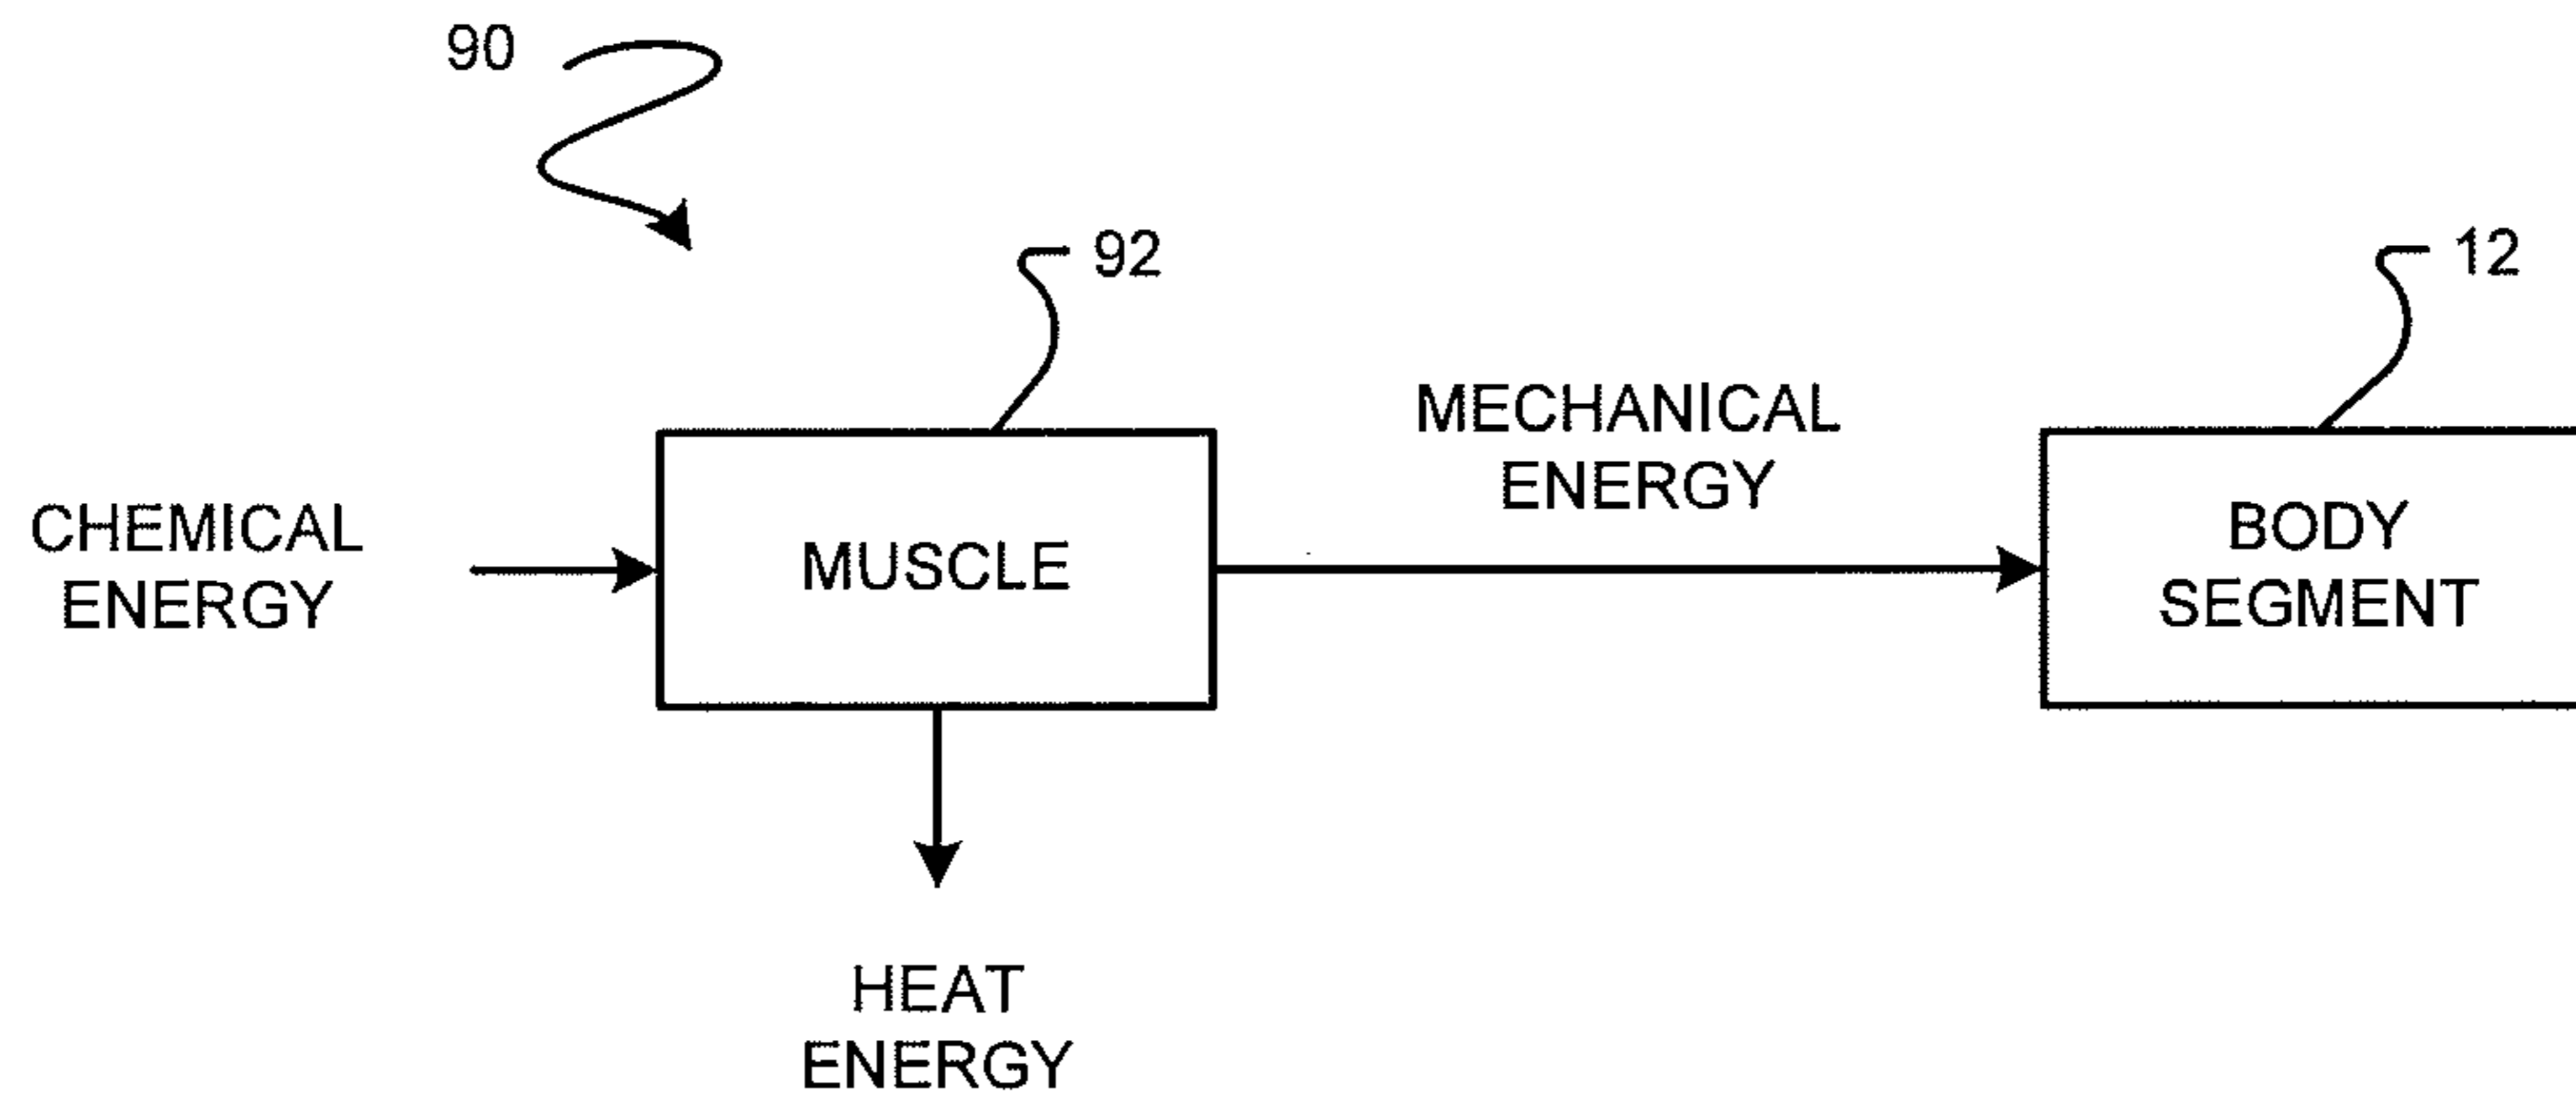 90
92
12
MECHANICAL
ENERGY
CHEMICAL
ENERGY
MUSCLE
BODY
SEGMENT
HEAT
ENERGY